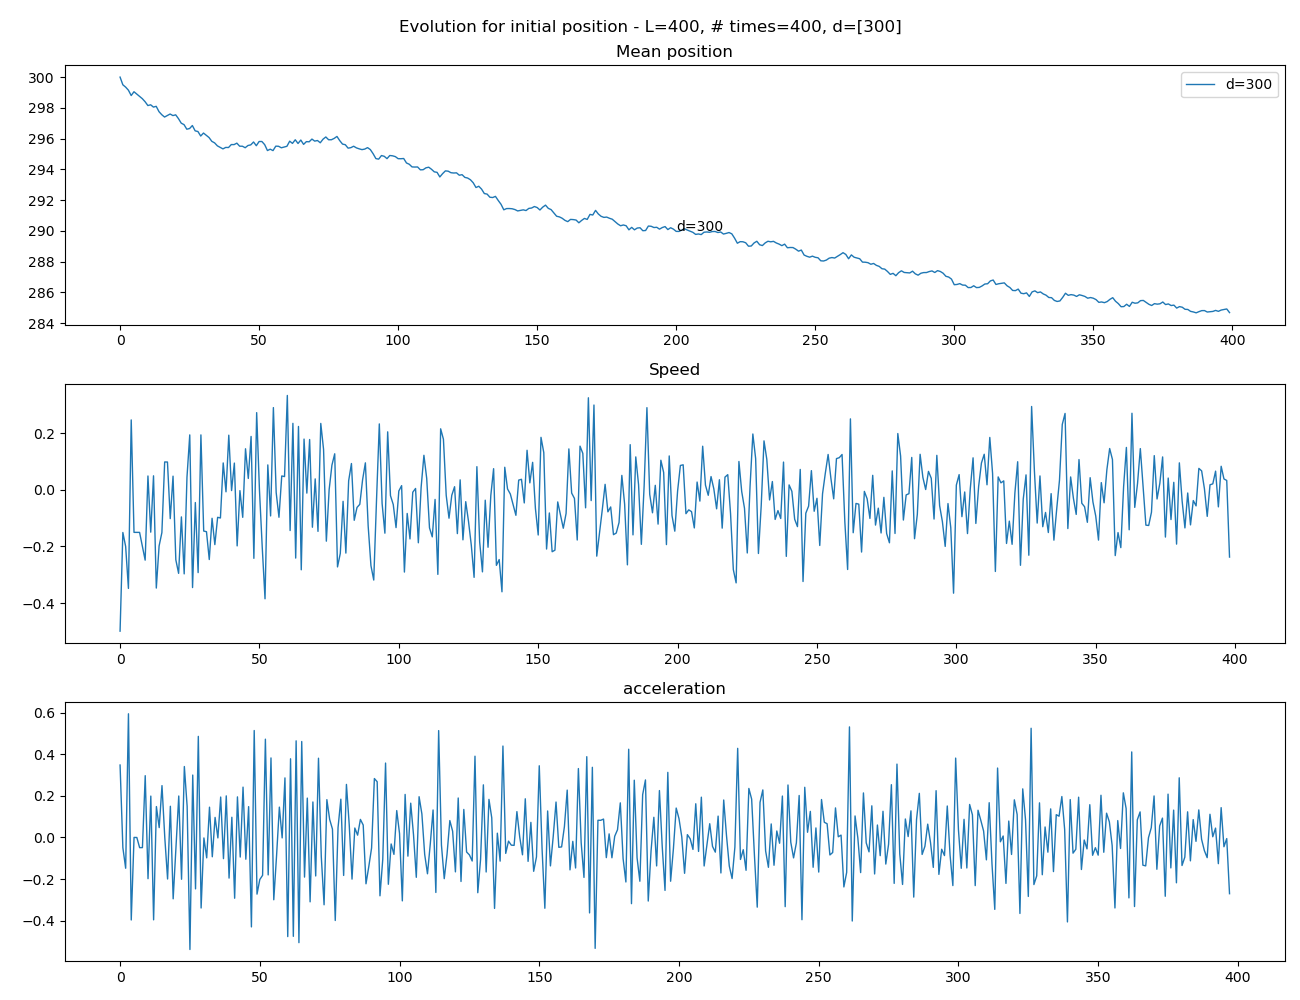 Evolution for initial position - L=400, # times=400, d=[300]
Mean position
d=300
300
298
296
294
292
290
288
286
284
d=300
0 50 100 150 200 250 300 350 400
Speed
0.2
0.0
−0.2
−0.4
0 50 100 150 200 250 300 350 400
acceleration
0.6
0.4
0.2
0.0
−0.2
−0.4
0 50 100 150 200 250 300 350 400